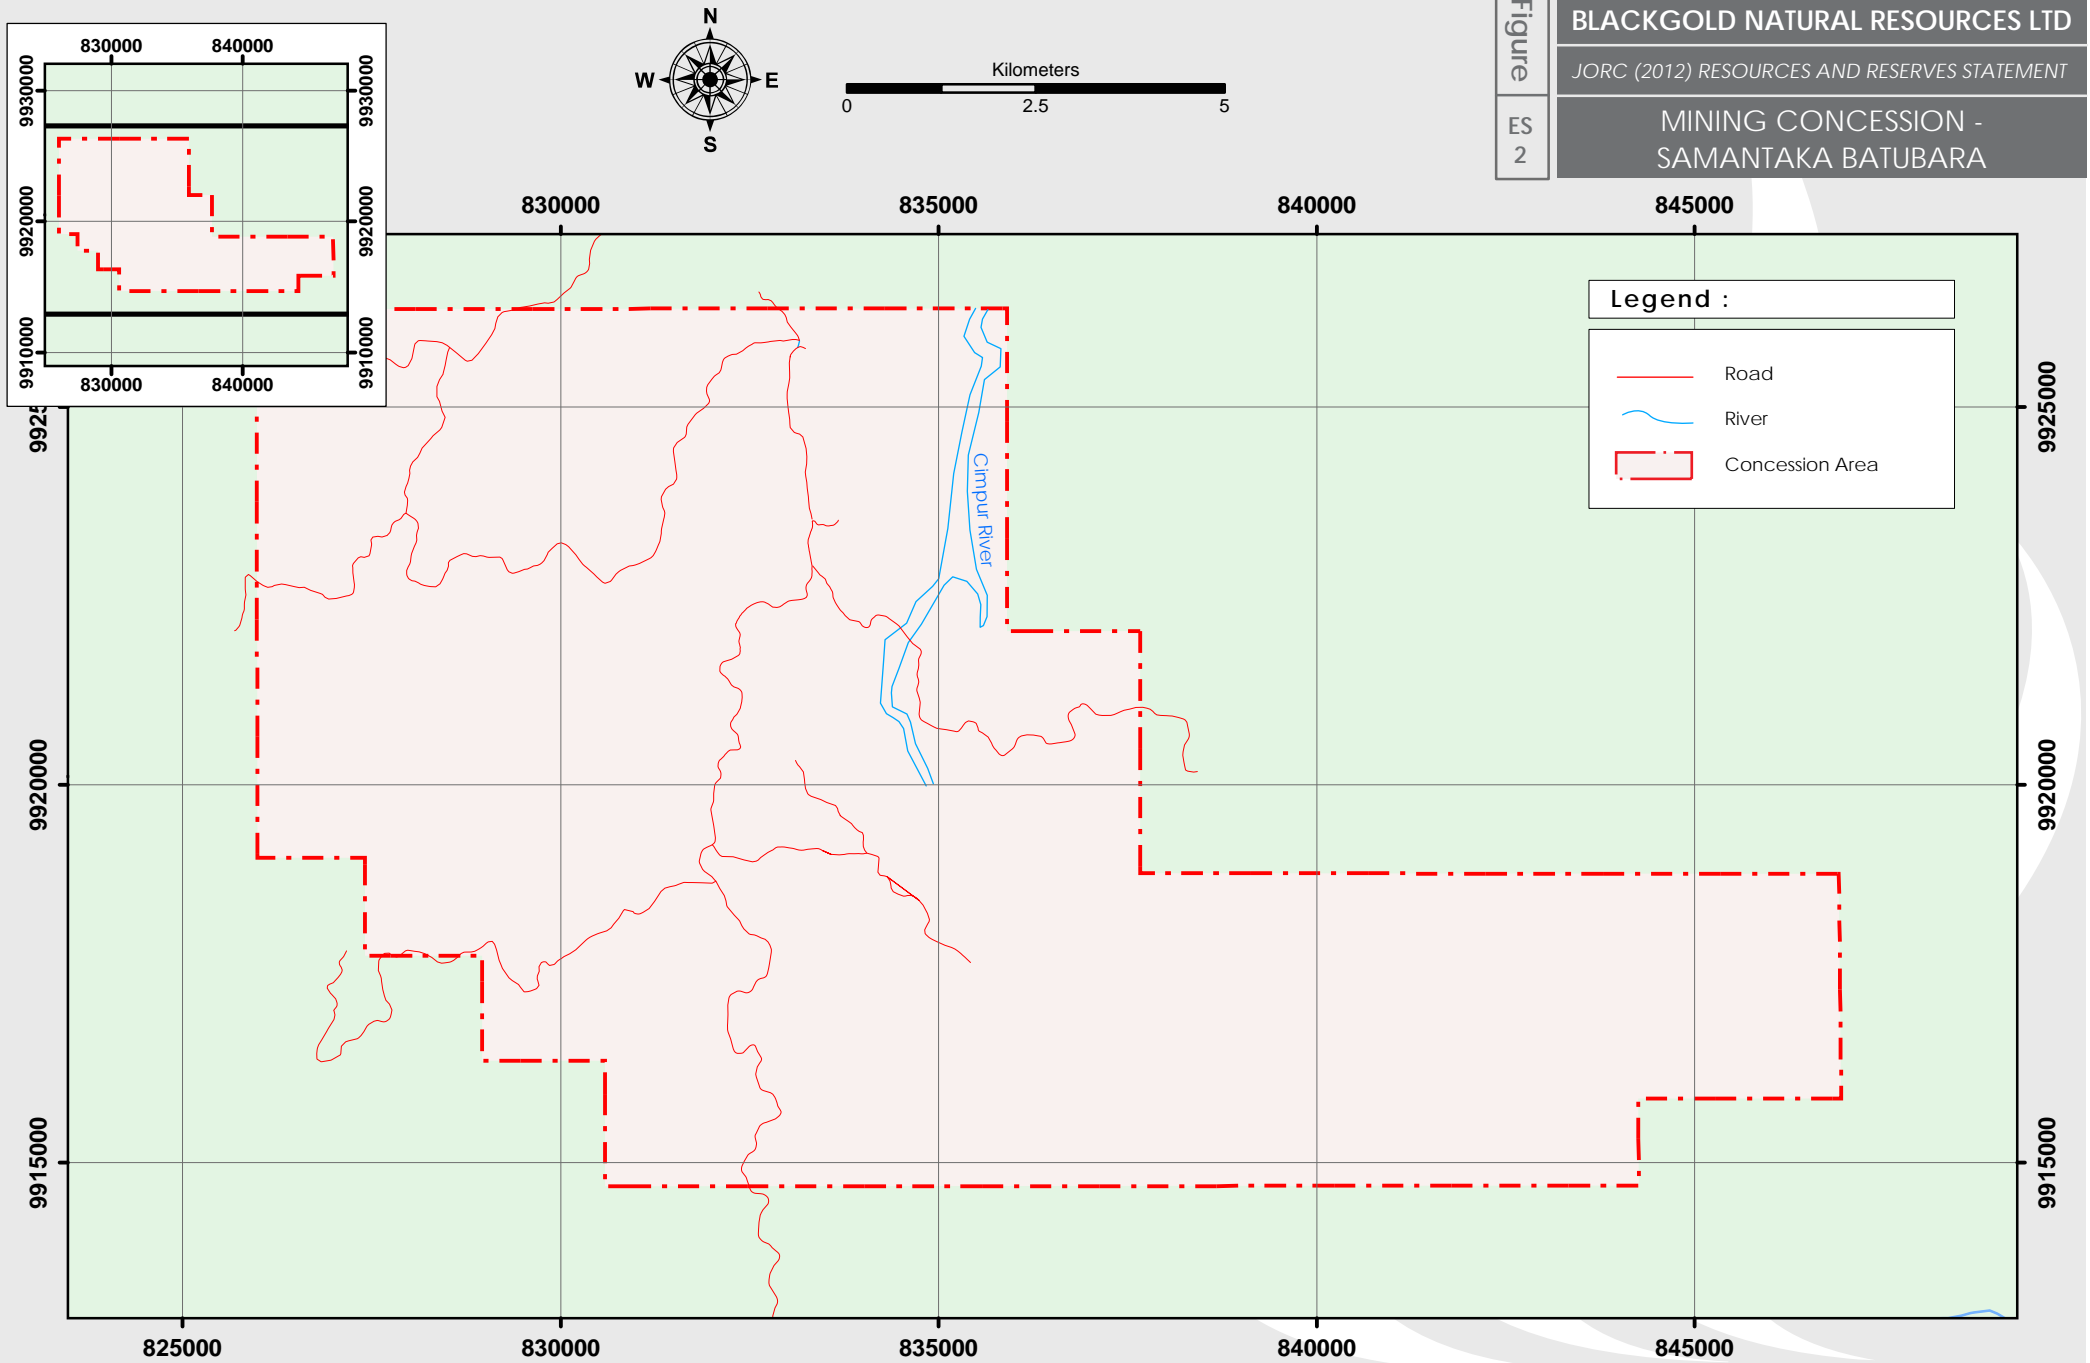 Figure
ES
2
BLACKGOLD NATURAL RESOURCES LTD
JORC (2012) RESOURCES AND RESERVES STATEMENT
MINING CONCESSION -
SAMANTAKA BATUBARA
N
W E
S
Kilometers
0 2.5 5
830000 840000
9930000 9930000
9920000 9920000
9910000 9910000
830000 840000
830000 835000 840000 845000
Legend :
Road
River
Concession Area
Cimpur River
9925000
9920000 9920000
9915000 9915000
825000 830000 835000 840000 845000